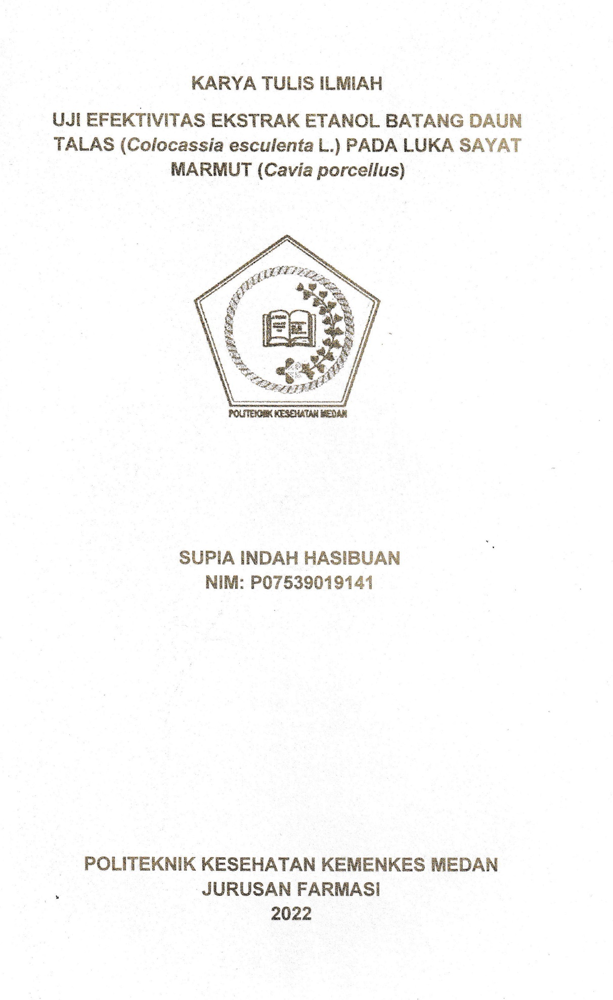 KARYA TULIS ILMIAH
UJI EFEKTIVITAS EKSTRAK ETANOL BATANG DAUN
TALAS (Colocassia esculenta L.) PADA LUKA SAYAT
MARMUT (Cavia porcellus)
POLITEKNIK KESEHATAN MEDAN
SUPIA INDAH HASIBUAN
NIM: P07539019141
POLITEKNIK KESEHATAN KEMENKES MEDAN
JURUSAN FARMASI
2022